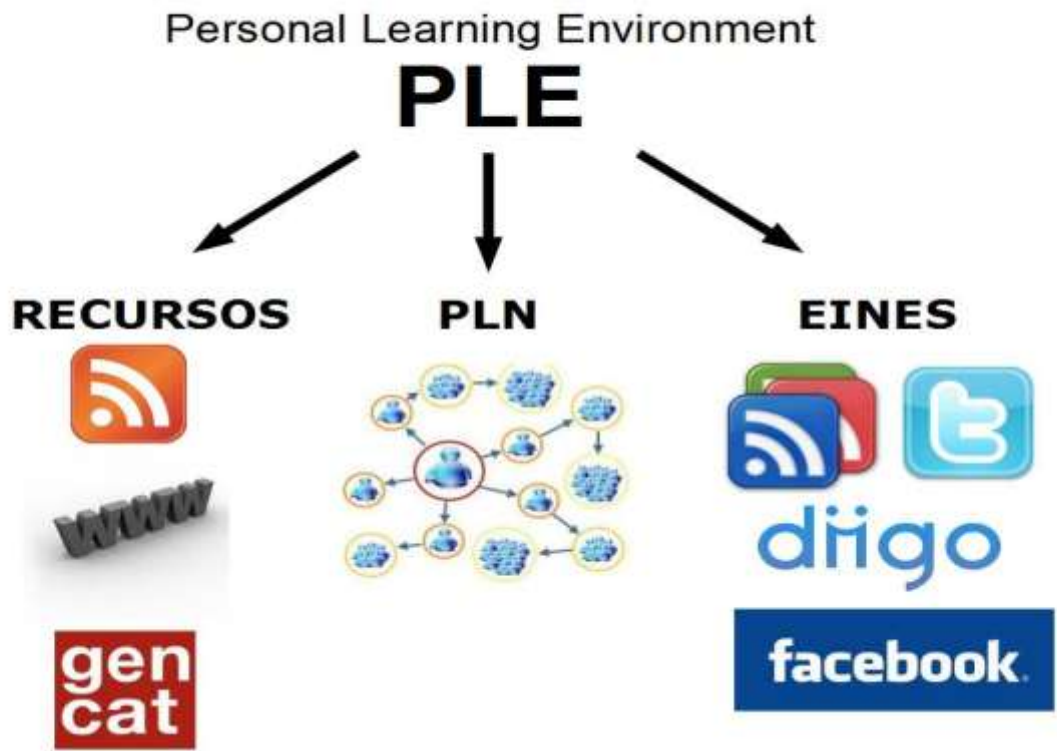 Personal Learning Environment
PLE
RECURSOS
PLN
EINES
www
gen
cat
diigo
facebook.